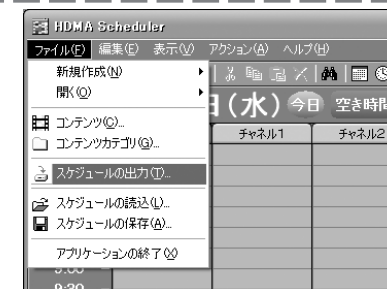 HDMA Scheduler
ファイル(F) 編集(E) 表示(V) アクション(A) ヘルプ(H)
新規作成(N)
開く(O)
日(水) 今日 空き時間
コンテンツ(C)...
コンテンツカテゴリ(G)...
チャネル1 チャネル2
スケジュールの出力(T)...
スケジュールの読込(L)...
スケジュールの保存(A)...
アプリケーションの終了(X)
9:00
9:30